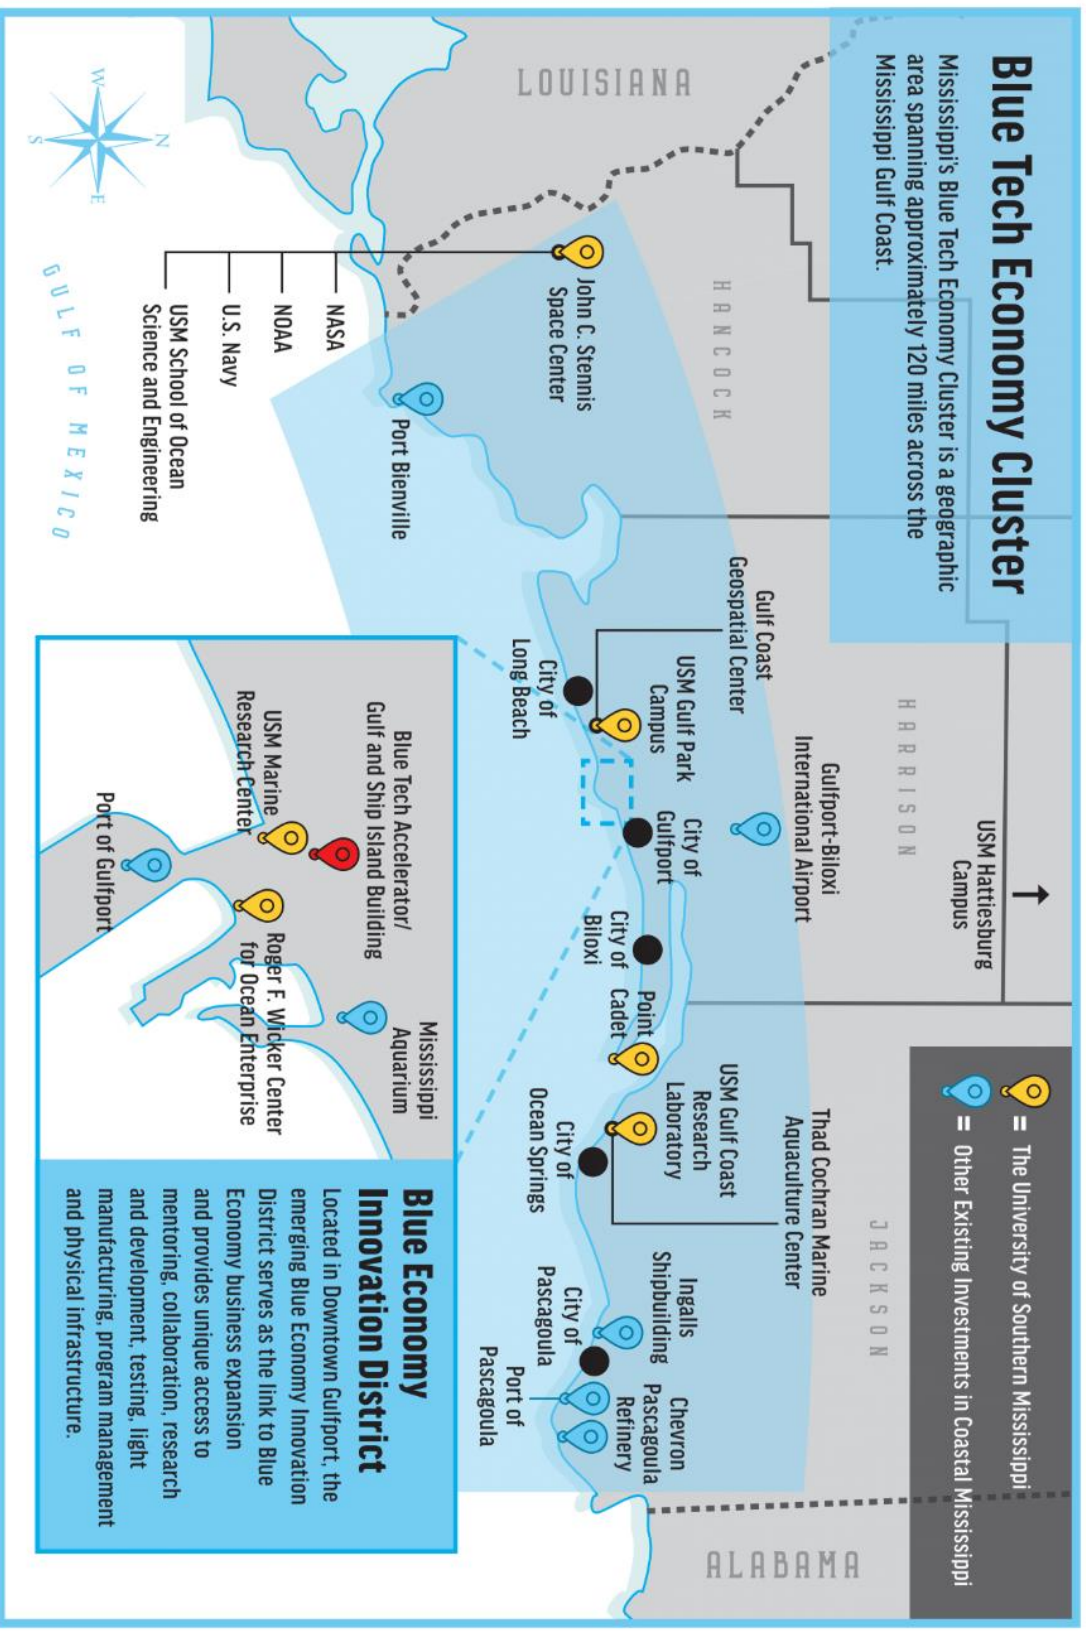 Blue Tech Economy Cluster
Mississippi's Blue Tech Economy Cluster is a geographic
area spanning approximately 120 miles across the
Mississippi Gulf Coast.
USM Hattiesburg
Campus
= The University of Southern Mississippi
= Other Existing Investments in Coastal Mississippi
LOUISIANA
HANCOCK
HARRISON
JACKSON
ALABAMA
John C. Stennis
Space Center
NASA
NOAA
U.S. Navy
USM School of Ocean
Science and Engineering
Port Bienville
Gulf Coast
Geospatial Center
USM Gulf Park
Campus
City of
Long Beach
Gulfport-Biloxi
International Airport
City of
Gulfport
City of
Biloxi
Point
Cadet
USM Gulf Coast
Research
Laboratory
Thad Cochran Marine
Aquaculture Center
City of
Ocean Springs
Ingalls
Shipbuilding
City of
Pascagoula
Chevron
Pascagoula
Refinery
Port of
Pascagoula
N
W
E
S
GULF OF MEXICO
Blue Tech Accelerator/
Gulf and Ship Island Building
USM Marine
Research Center
Port of Gulfport
Mississippi
Aquarium
Roger F. Wicker Center
for Ocean Enterprise
Blue Economy
Innovation District
Located in Downtown Gulfport, the
emerging Blue Economy Innovation
District serves as the link to Blue
Economy business expansion
and provides unique access to
mentoring, collaboration, research
and development, testing, light
manufacturing, program management
and physical infrastructure.